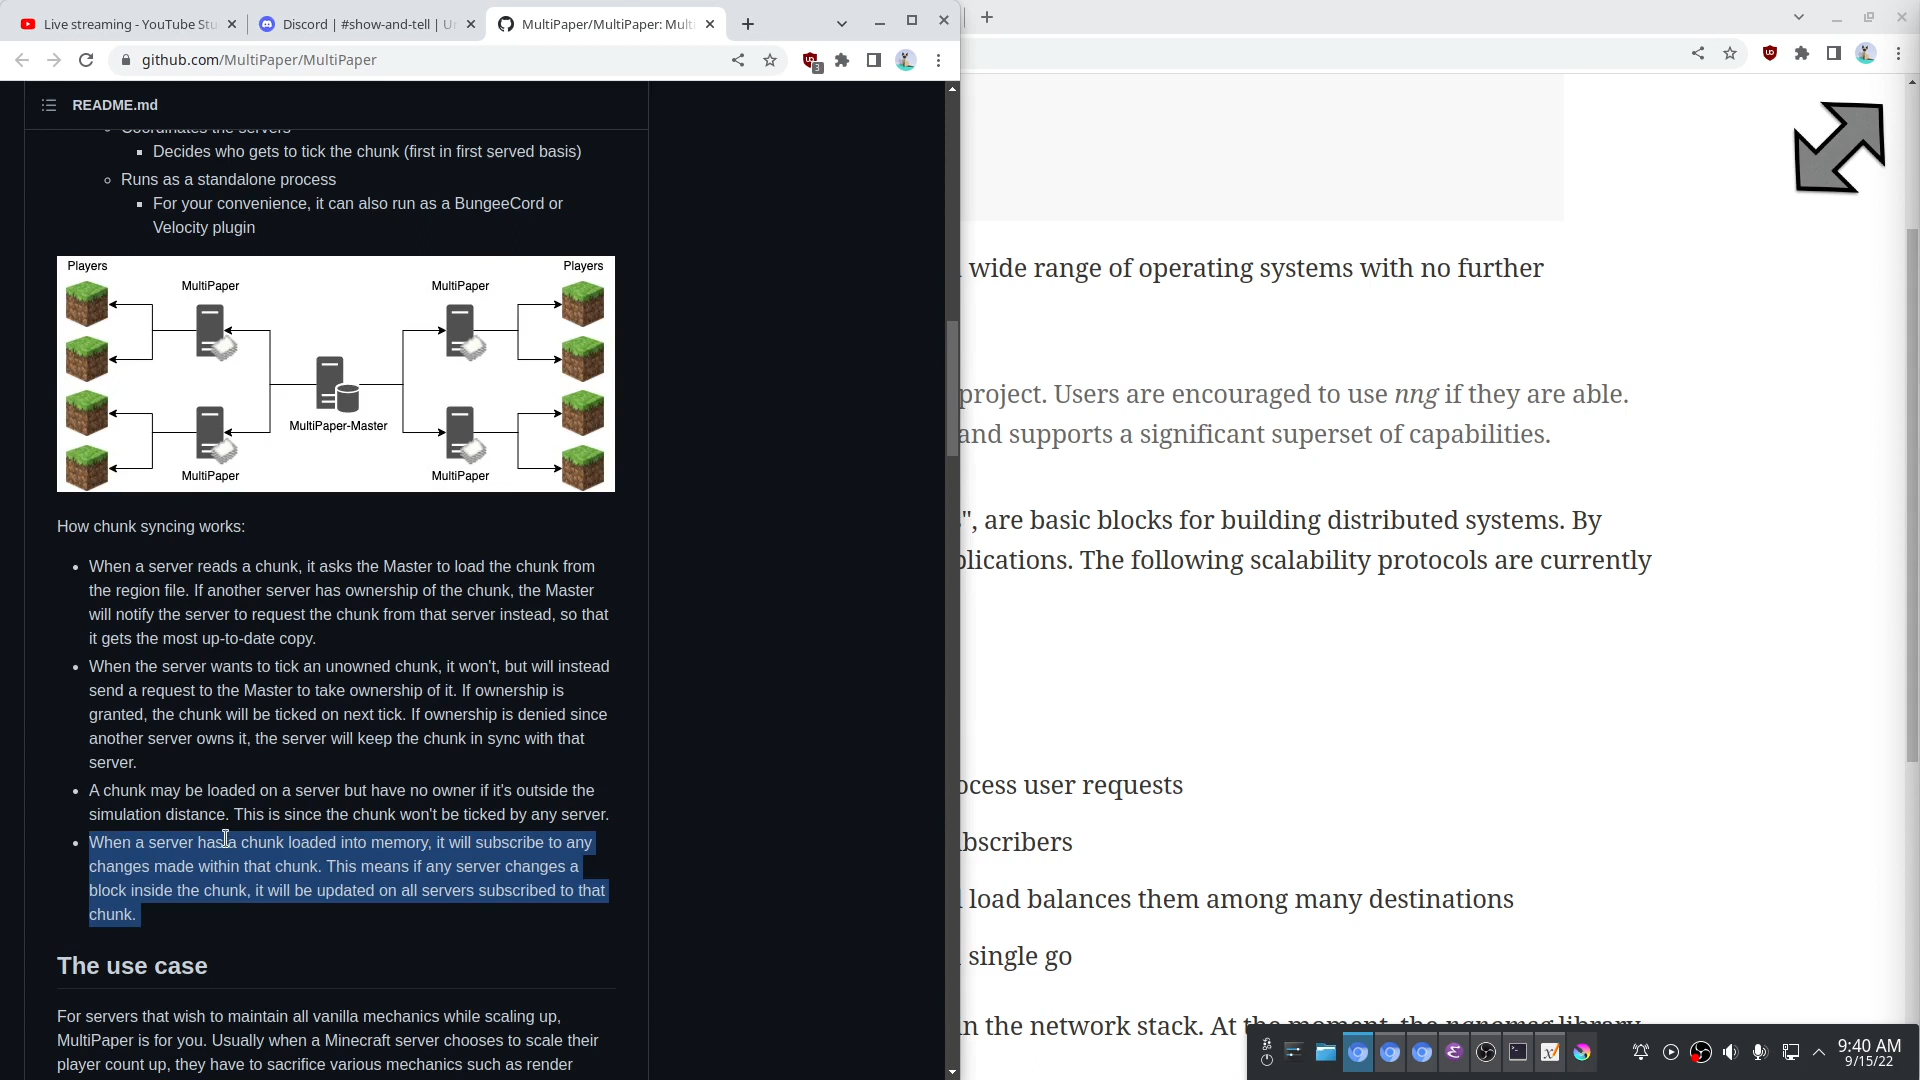 Live streaming - YouTube Stu
Discord | #show-and-tell | Ur
MultiPaper/MultiPaper: Multi
github.com/MultiPaper/MultiPaper
3
README.md
Coordinates the servers
Decides who gets to tick the chunk (first in first served basis)
Runs as a standalone process
For your convenience, it can also run as a BungeeCord or
Velocity plugin
Players
MultiPaper
MultiPaper
Players
MultiPaper-Master
MultiPaper
MultiPaper
How chunk syncing works:
When a server reads a chunk, it asks the Master to load the chunk from
the region file. If another server has ownership of the chunk, the Master
will notify the server to request the chunk from that server instead, so that
it gets the most up-to-date copy.
When the server wants to tick an unowned chunk, it won't, but will instead
send a request to the Master to take ownership of it. If ownership is
granted, the chunk will be ticked on next tick. If ownership is denied since
another server owns it, the server will keep the chunk in sync with that
server.
A chunk may be loaded on a server but have no owner if it's outside the
simulation distance. This is since the chunk won't be ticked by any server.
When a server has a chunk loaded into memory, it will subscribe to any
changes made within that chunk. This means if any server changes a
block inside the chunk, it will be updated on all servers subscribed to that
chunk.
The use case
For servers that wish to maintain all vanilla mechanics while scaling up,
MultiPaper is for you. Usually when a Minecraft server chooses to scale their
player count up, they have to sacrifice various mechanics such as render
wide range of operating systems with no further
project. Users are encouraged to use nng if they are able.
and supports a significant superset of capabilities.
", are basic blocks for building distributed systems. By
plications. The following scalability protocols are currently
ocess user requests
bscribers
load balances them among many destinations
single go
n the network stack. At the moment, the nanomsg library
9:40 AM
9/15/22